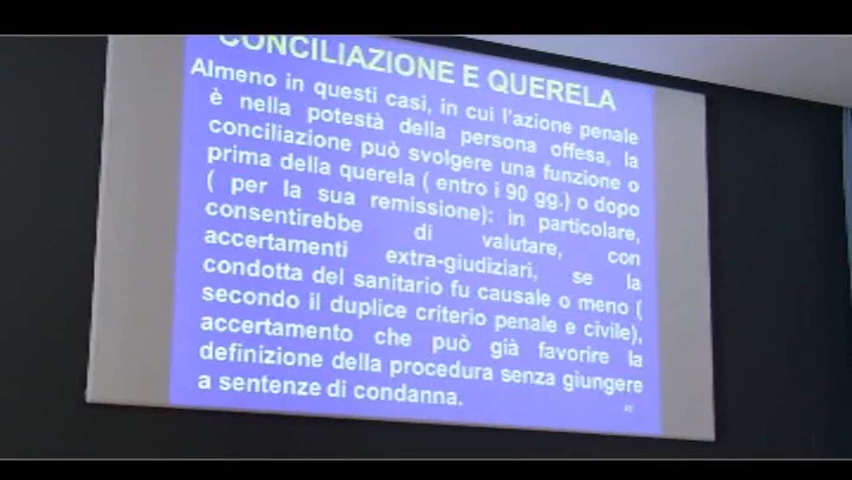 CONCILIAZIONE E QUERELA
Almeno in questi casi, in cui l'azione penale
è nella potestà della persona offesa, la
conciliazione può svolgere una funzione o
prima della querela ( entro i 90 gg.) o dopo
( per la sua remissione): in particolare,
consentirebbe di valutare, con
accertamenti extra-giudiziari, se la
condotta del sanitario fu causale o meno (
secondo il duplice criterio penale e civile),
accertamento che può già favorire la
definizione della procedura senza giungere
a sentenze di condanna.